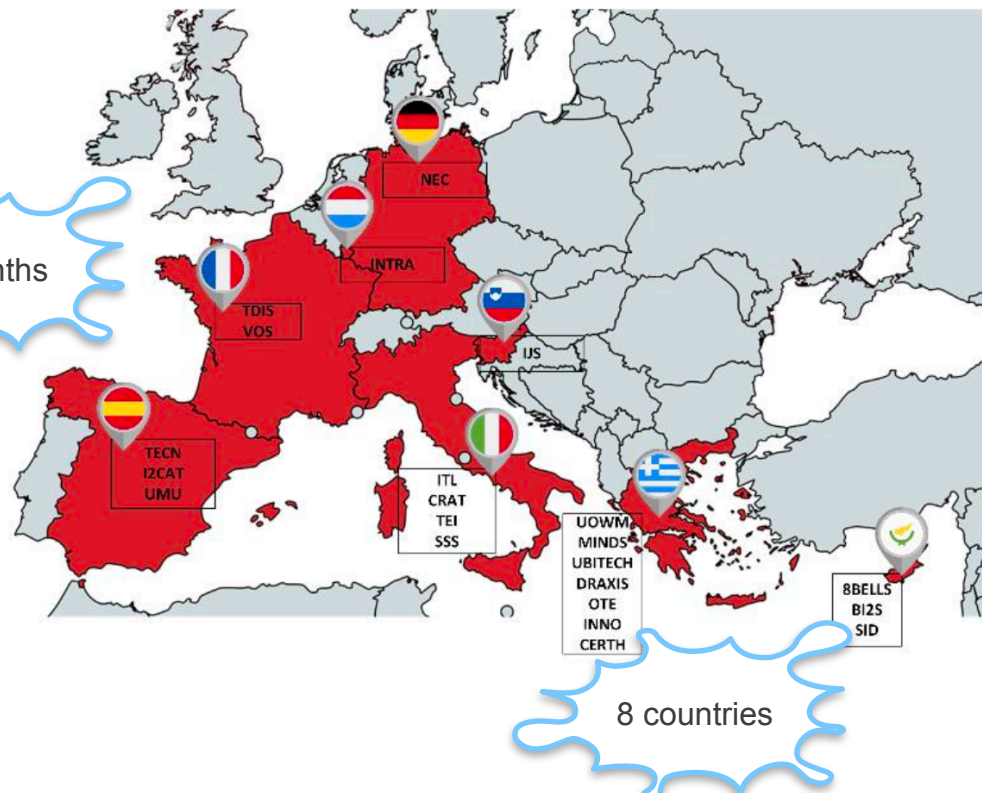 NEC
INTRA
nths
TDIS
VOS
IJS
TECN
I2CAT
UMU
ITL
CRAT
TEI
SSS
UOWM
MINDS
UBITECH
DRAXIS
OTE
INNO
CERTH
8BELLS
BI2S
SID
8 countries